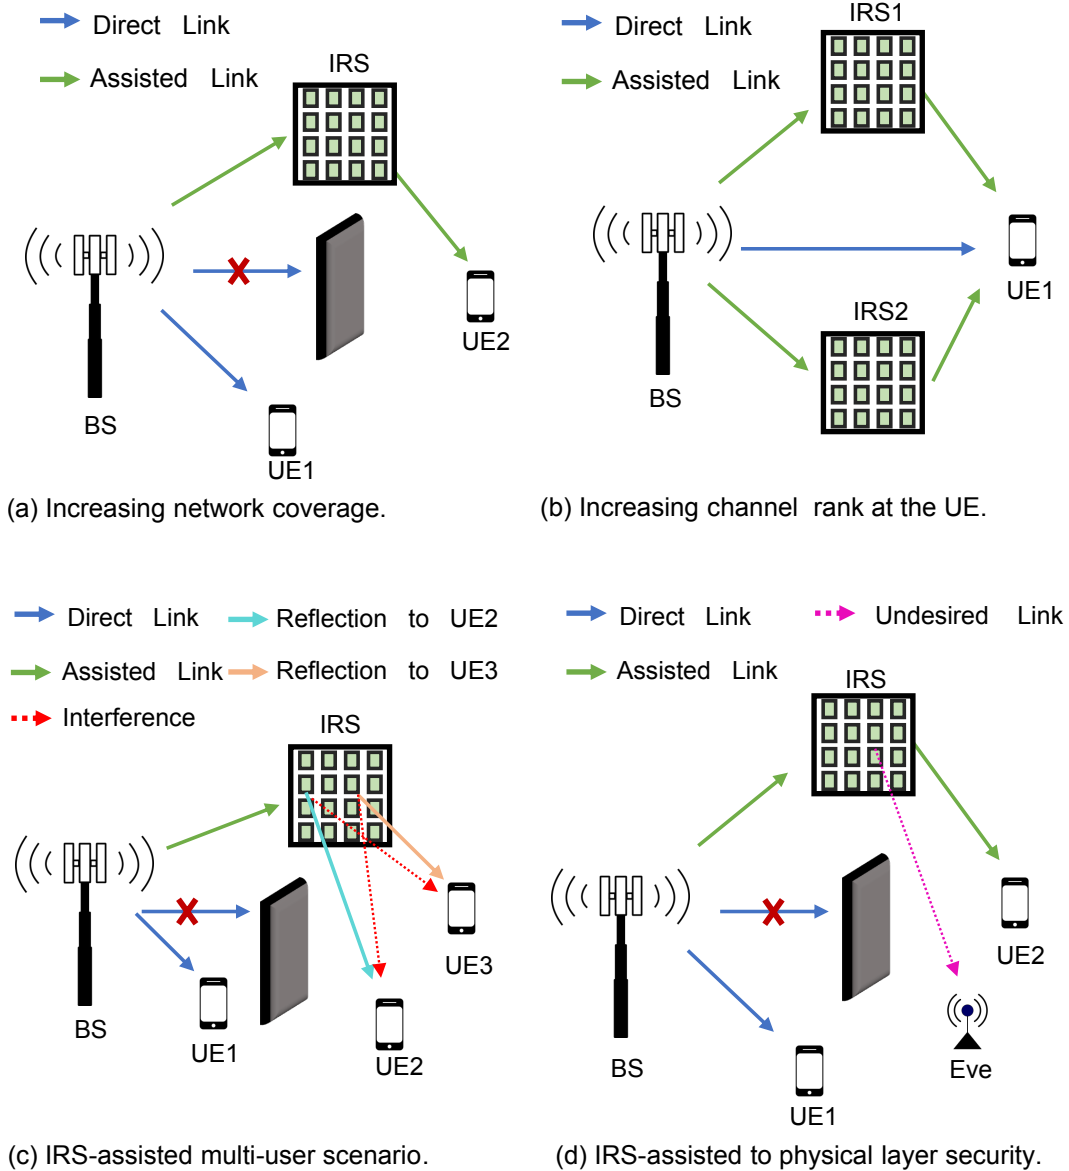 Direct Link
Assisted Link
IRS
BS
UE1
UE2
(a) Increasing network coverage.
Direct Link
Assisted Link
IRS1
IRS2
BS
UE1
(b) Increasing channel rank at the UE.
Direct Link
Reflection to UE2
Assisted Link
Reflection to UE3
Interference
IRS
BS
UE1
UE2
UE3
(c) IRS-assisted multi-user scenario.
Direct Link
Undesired Link
Assisted Link
IRS
UE2
BS
Eve
UE1
(d) IRS-assisted to physical layer security.